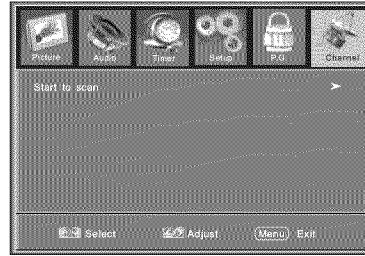 Picture Audio Timer Setup P.G Channel
Start to scan
Select Adjust Menu Exit